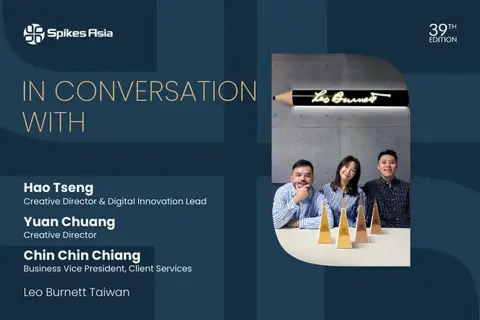 Spikes Asia
39TH
EDITION
IN CONVERSATION
WITH
Leo Burnett
Hao Tseng
Creative Director & Digital Innovation Lead
Yuan Chuang
Creative Director
Chin Chin Chiang
Business Vice President, Client Services
Leo Burnett Taiwan